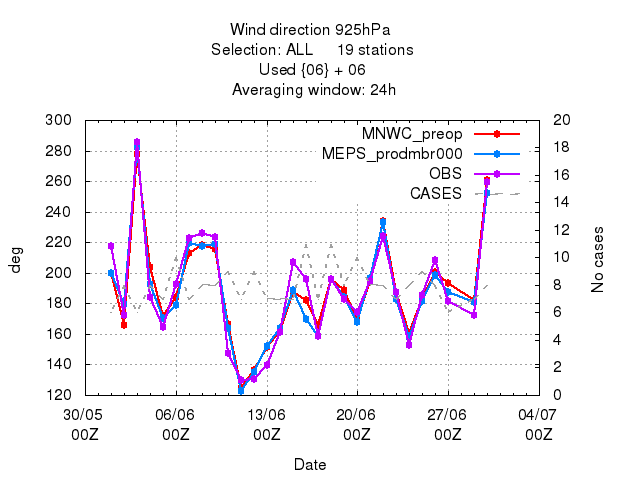 Wind direction 925hPa
Selection: ALL 19 stations
Used {06} + 06
Averaging window: 24h
300
280
260
240
220
200
180
160
140
120
deg
20
18
16
14
12
10
8
6
4
2
0
No cases
MNWC_preop
MEPS_prodmbr000
OBS
CASES
30/05 06/06 13/06 20/06 27/06 04/07
00Z 00Z 00Z 00Z 00Z 00Z
Date